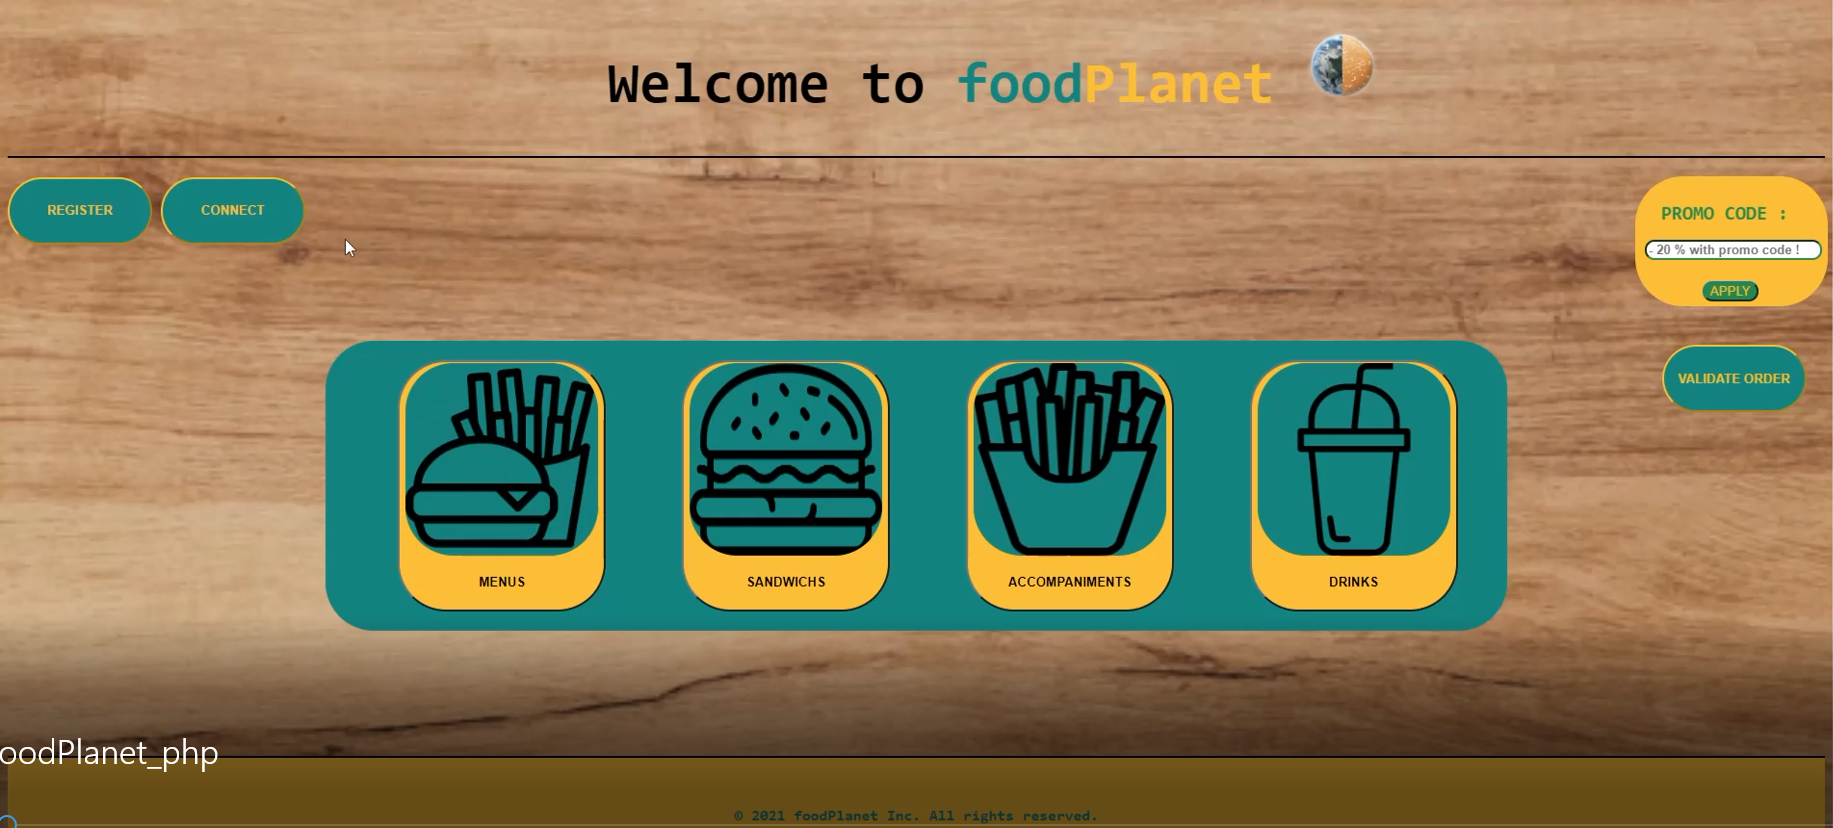 Welcome to foodPlanet
REGISTER
CONNECT
PROMO CODE :
- 20 % with promo code !
APPLY
VALIDATE ORDER
MENUS
SANDWICHS
ACCOMPANIMENTS
DRINKS
oodPlanet_php
© 2021 foodPlanet Inc. All rights reserved.